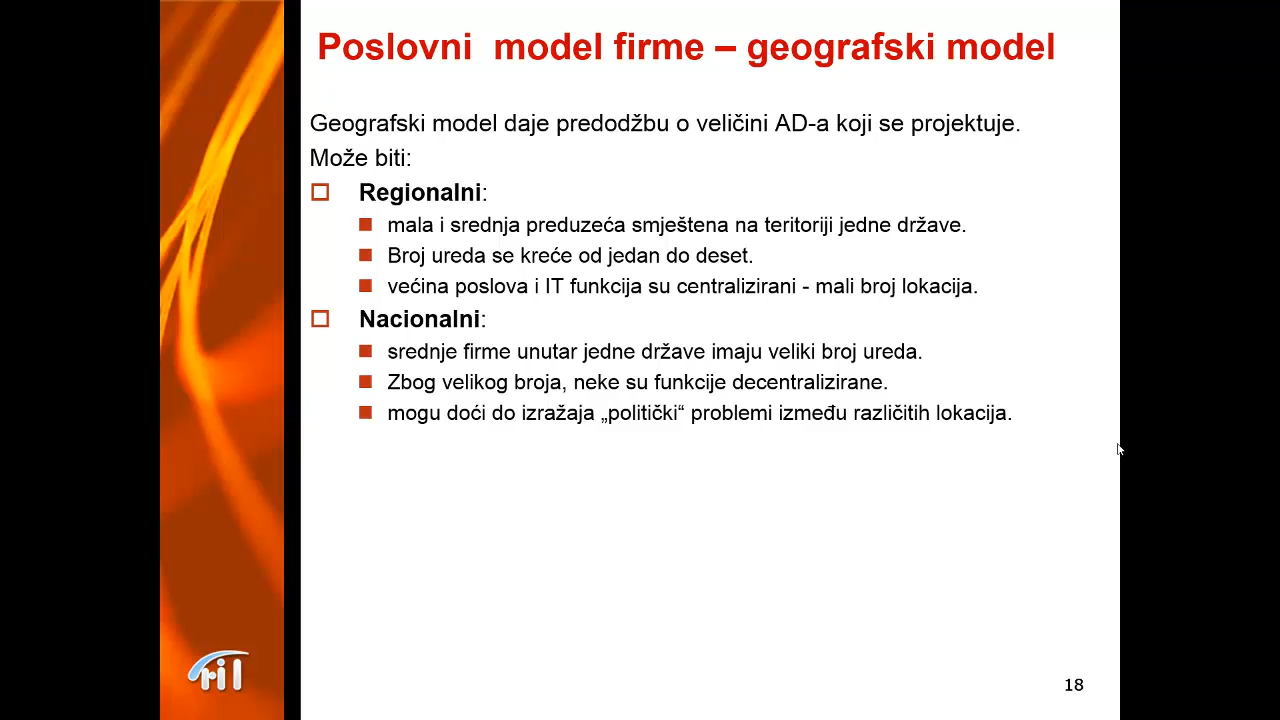 Poslovni model firme – geografski model
Geografski model daje predodžbu o veličini AD-a koji se projektuje.
Može biti:
Regionalni:
mala i srednja preduzeća smještena na teritoriji jedne države.
Broj ureda se kreće od jedan do deset.
većina poslova i IT funkcija su centralizirani - mali broj lokacija.
Nacionalni:
srednje firme unutar jedne države imaju veliki broj ureda.
Zbog velikog broja, neke su funkcije decentralizirane.
mogu doći do izražaja „politički“ problemi između različitih lokacija.
ril
18